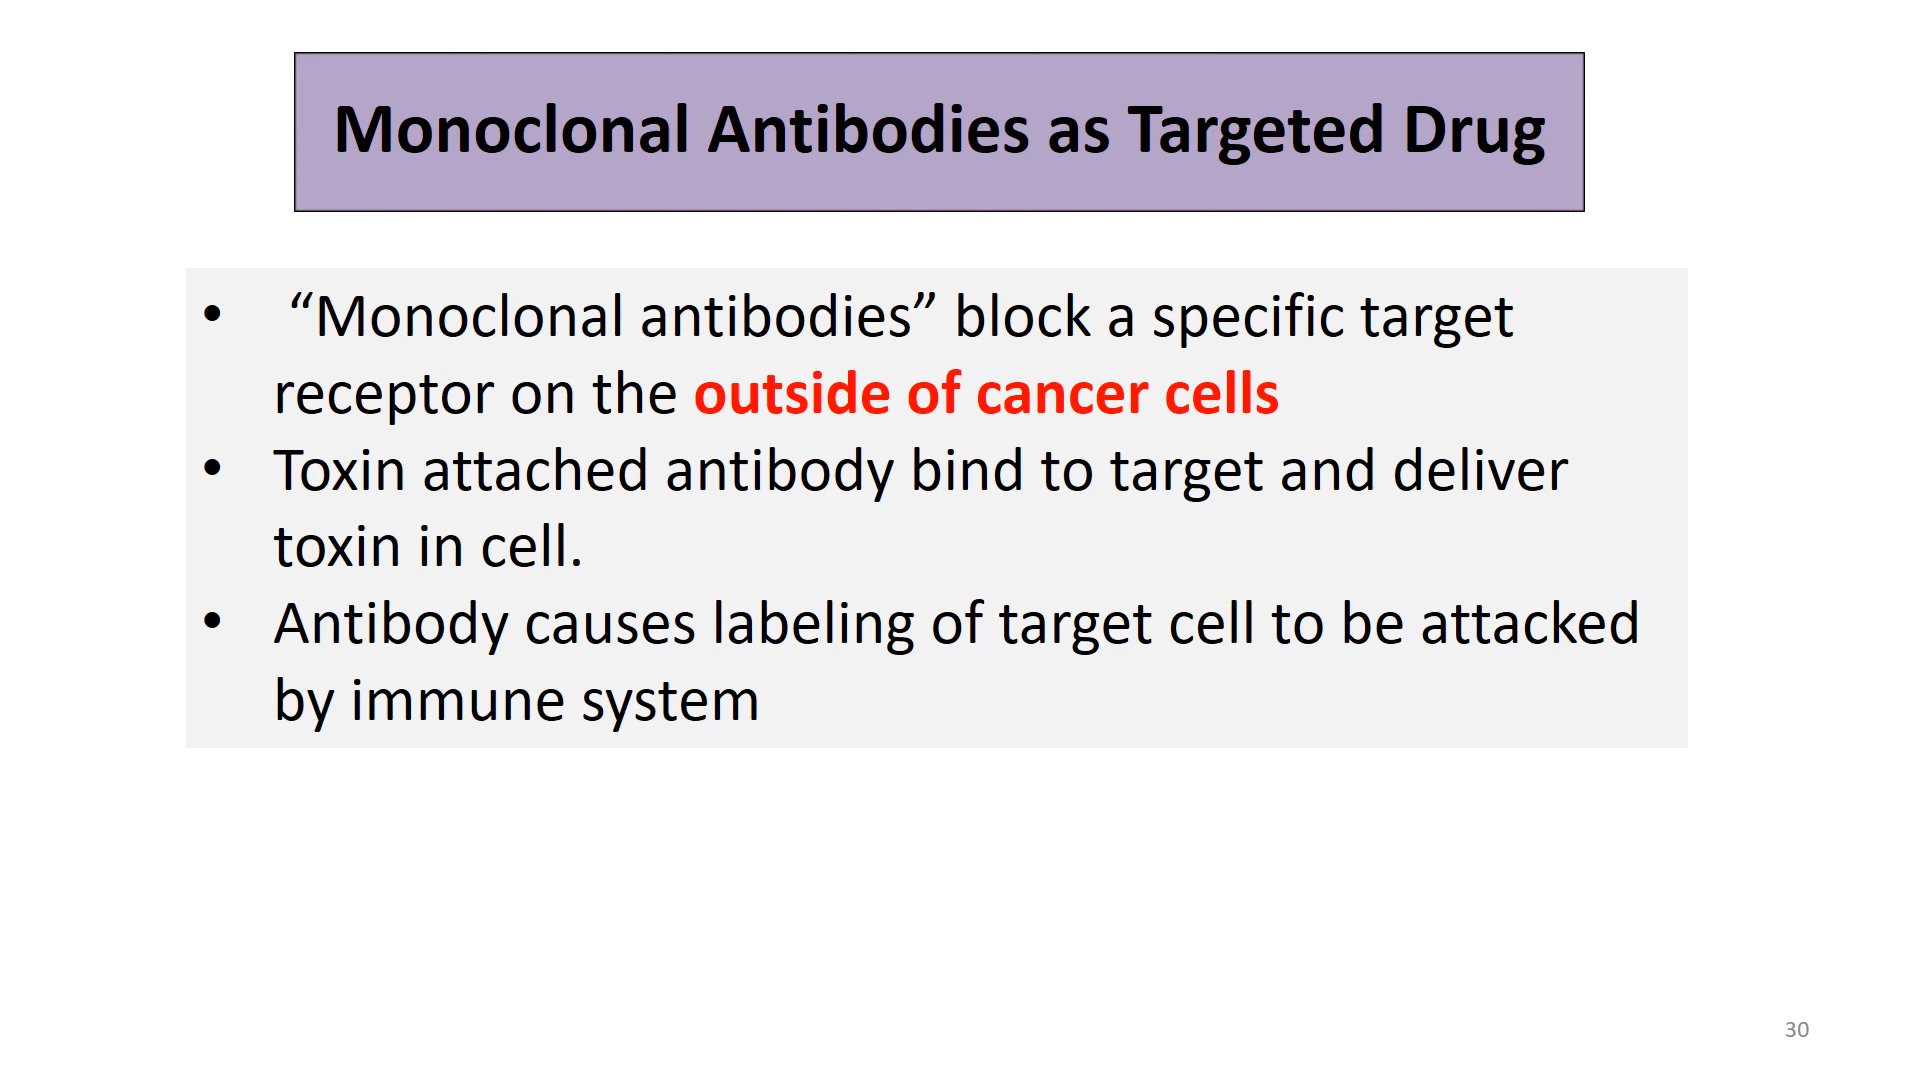 Monoclonal Antibodies as Targeted Drug
• “Monoclonal antibodies” block a specific target
receptor on the outside of cancer cells
• Toxin attached antibody bind to target and deliver
toxin in cell.
• Antibody causes labeling of target cell to be attacked
by immune system
30